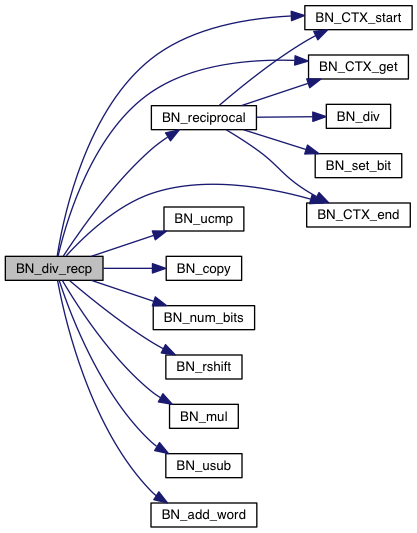 BN_CTX_start
BN_CTX_get
BN_reciprocal
BN_div
BN_set_bit
BN_CTX_end
BN_ucmp
BN_div_recp
BN_copy
BN_num_bits
BN_rshift
BN_mul
BN_usub
BN_add_word